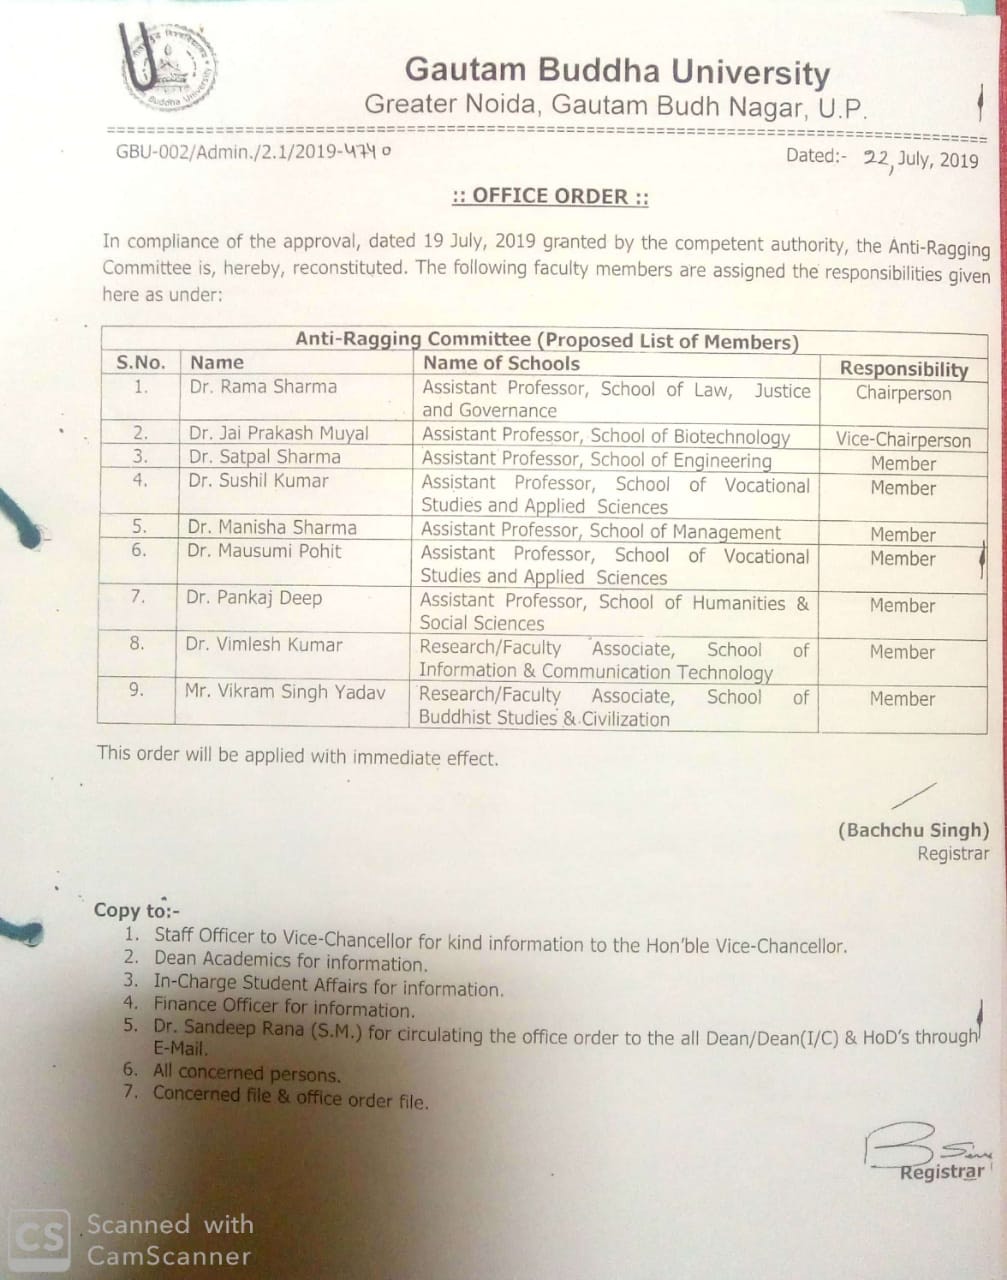 Gautam Buddha University
Greater Noida, Gautam Budh Nagar, U.P.
GBU-002/Admin./2.1/2019-4740
Dated:- 22, July, 2019
:: OFFICE ORDER ::
In compliance of the approval, dated 19 July, 2019 granted by the competent authority, the Anti-Ragging
Committee is, hereby, reconstituted. The following faculty members are assigned the responsibilities given
here as under:
Anti-Ragging Committee (Proposed List of Members)
S.No. Name Name of Schools Responsibility
1. Dr. Rama Sharma Assistant Professor, School of Law, Justice Chairperson
and Governance
2. Dr. Jai Prakash Muyal Assistant Professor, School of Biotechnology Vice-Chairperson
3. Dr. Satpal Sharma Assistant Professor, School of Engineering Member
4. Dr. Sushil Kumar Assistant Professor, School of Vocational Member
Studies and Applied Sciences
5. Dr. Manisha Sharma Assistant Professor, School of Management Member
6. Dr. Mausumi Pohit Assistant Professor, School of Vocational Member
Studies and Applied Sciences
7. Dr. Pankaj Deep Assistant Professor, School of Humanities & Member
Social Sciences
8. Dr. Vimlesh Kumar Research/Faculty Associate, School of Member
Information & Communication Technology
9. Mr. Vikram Singh Yadav Research/Faculty Associate, School of Member
Buddhist Studies & Civilization
This order will be applied with immediate effect.
(Bachchu Singh)
Registrar
Copy to:-
1. Staff Officer to Vice-Chancellor for kind information to the Hon'ble Vice-Chancellor.
2. Dean Academics for information.
3. In-Charge Student Affairs for information.
4. Finance Officer for information.
5. Dr. Sandeep Rana (S.M.) for circulating the office order to the all Dean/Dean(I/C) & HoD's through
E-Mail.
6. All concerned persons.
7. Concerned file & office order file.
Registrar
CS Scanned with
CamScanner